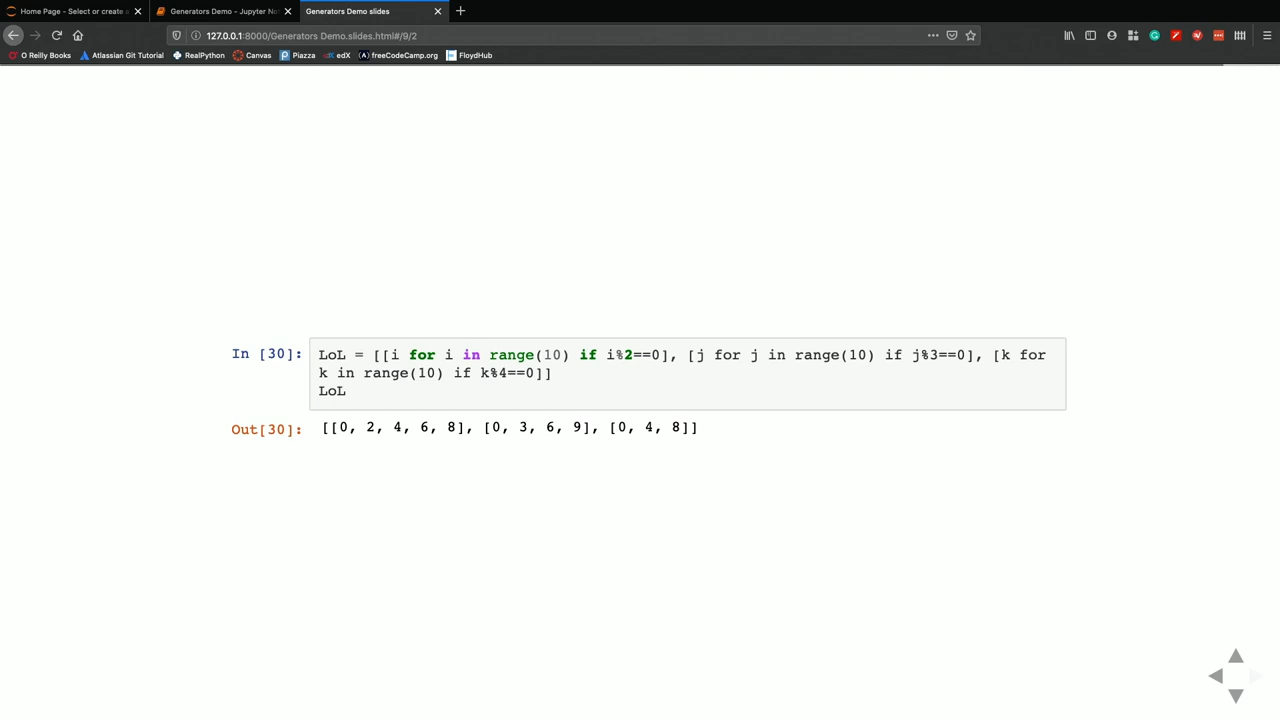 Home Page - Select or create a
Generators Demo - Jupyter No
Generators Demo slides
127.0.0.1:8000/Generators Demo.slides.html#/9/2
O Reilly Books
Atlassian Git Tutorial
RealPython
Canvas
Piazza
edX
freeCodeCamp.org
FloydHub
In [30]:
LoL = [[i for i in range(10) if i%2==0], [j for j in range(10) if j%3==0], [k for
k in range(10) if k%4==0]]
LoL
Out[30]:
[[0, 2, 4, 6, 8], [0, 3, 6, 9], [0, 4, 8]]